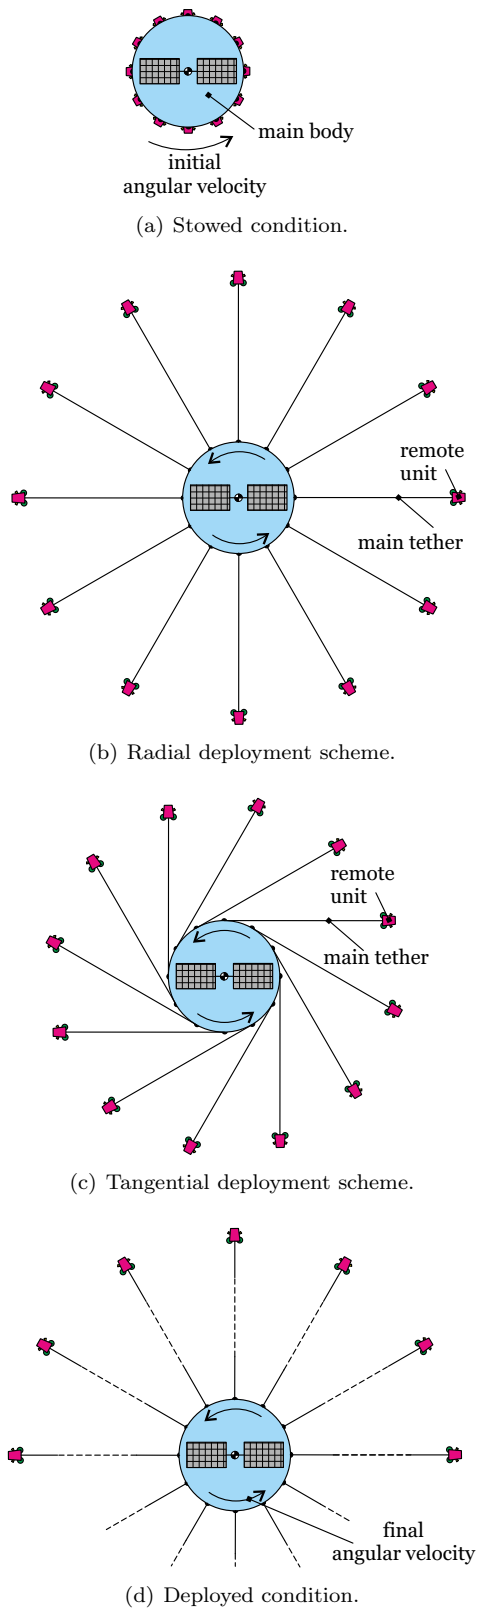 main body
initial
angular velocity
(a) Stowed condition.
remote
unit
main tether
(b) Radial deployment scheme.
remote
unit
main tether
(c) Tangential deployment scheme.
final
angular velocity
(d) Deployed condition.